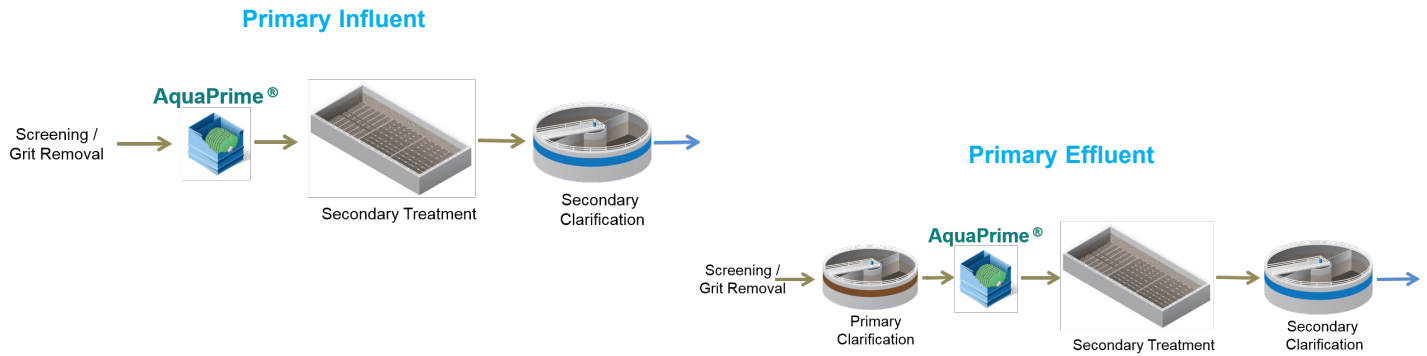 Primary Influent
AquaPrime®
Screening /
Grit Removal
Secondary Treatment
Secondary
Clarification
Primary Effluent
AquaPrime®
Screening /
Grit Removal
Primary
Clarification
Secondary Treatment
Secondary
Clarification